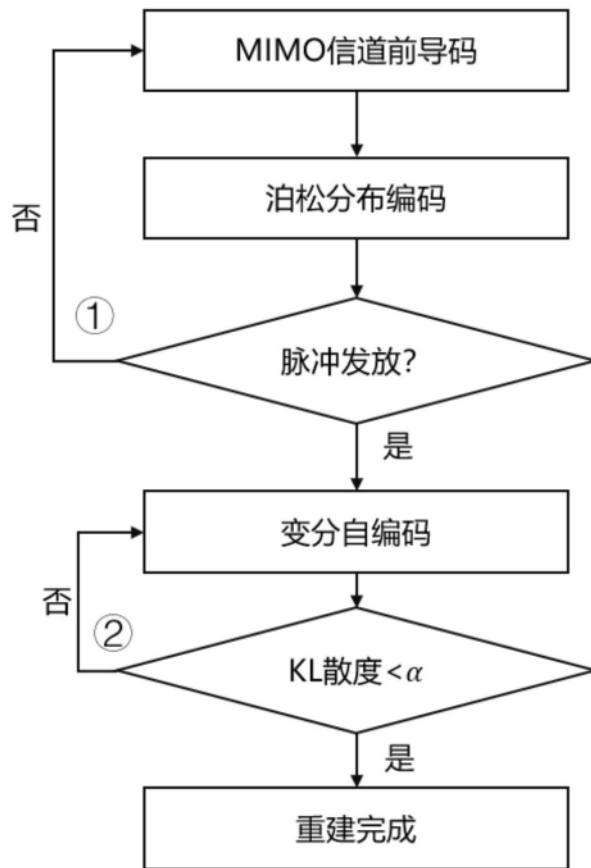 MIMO信道前导码
泊松分布编码
否
①
脉冲发放?
是
变分自编码
否
②
KL散度<α
是
重建完成